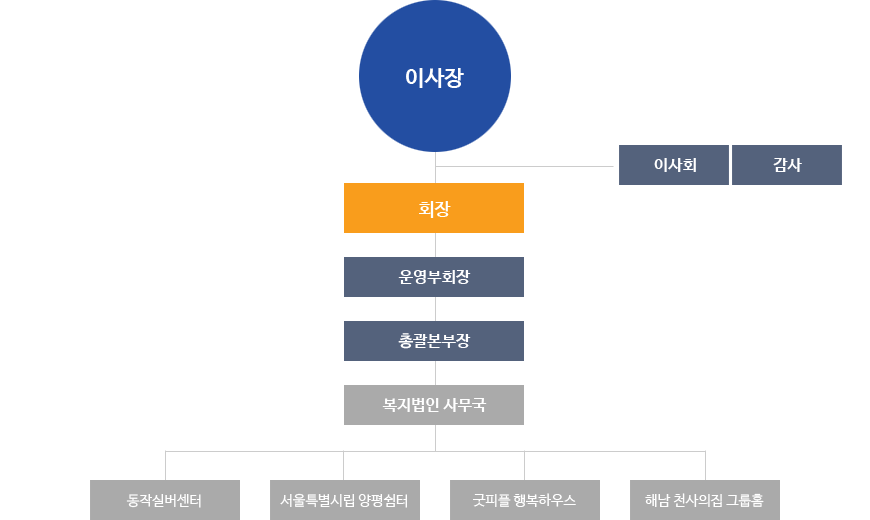 이사장
이사회
감사
회장
운영부회장
총괄본부장
복지법인 사무국
동작실버센터
서울특별시립 양평쉼터
굿피플 행복하우스
해남 천사의집 그룹홈